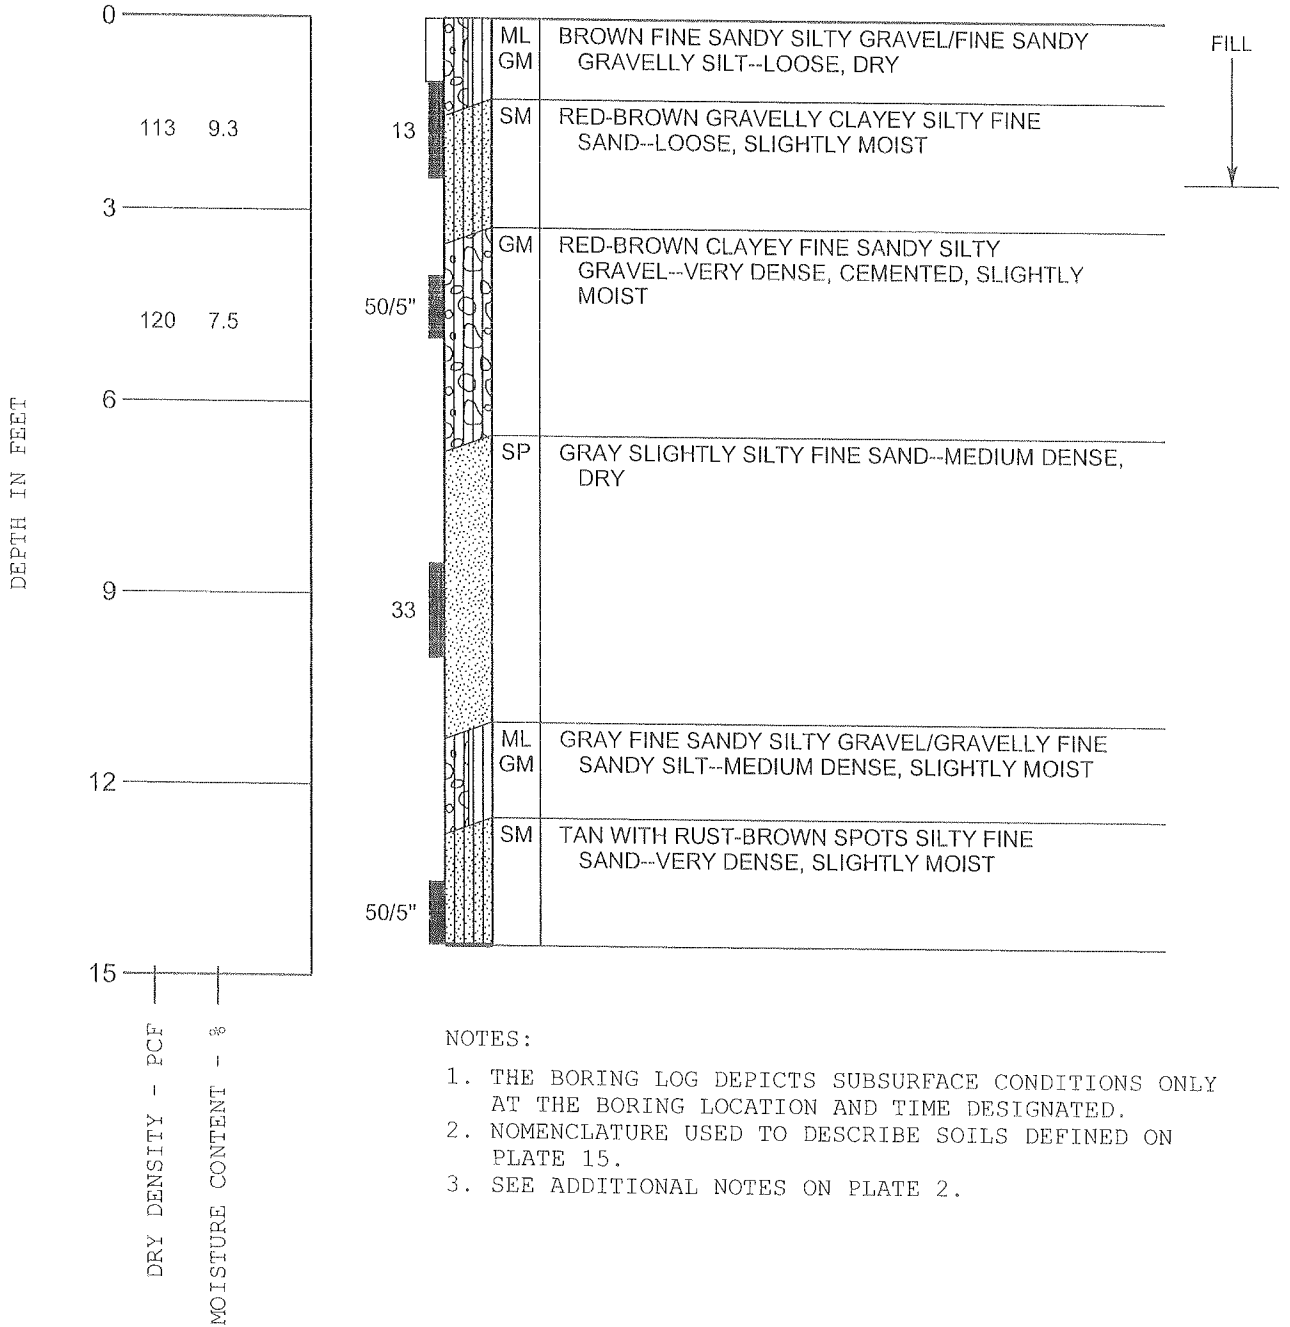 0
ML BROWN FINE SANDY SILTY GRAVEL/FINE SANDY
GM GRAVELLY SILT--LOOSE, DRY
FILL
113 9.3
13
SM RED-BROWN GRAVELLY CLAYEY SILTY FINE
SAND--LOOSE, SLIGHTLY MOIST
3
GM RED-BROWN CLAYEY FINE SANDY SILTY
GRAVEL--VERY DENSE, CEMENTED, SLIGHTLY
MOIST
120 7.5
50/5"
6
SP GRAY SLIGHTLY SILTY FINE SAND--MEDIUM DENSE,
DRY
DEPTH IN FEET
9
33
ML GRAY FINE SANDY SILTY GRAVEL/GRAVELLY FINE
GM SANDY SILT--MEDIUM DENSE, SLIGHTLY MOIST
12
SM TAN WITH RUST-BROWN SPOTS SILTY FINE
SAND--VERY DENSE, SLIGHTLY MOIST
50/5"
15
DRY DENSITY - PCF
MOISTURE CONTENT - %
NOTES:
1. THE BORING LOG DEPICTS SUBSURFACE CONDITIONS ONLY
AT THE BORING LOCATION AND TIME DESIGNATED.
2. NOMENCLATURE USED TO DESCRIBE SOILS DEFINED ON
PLATE 15.
3. SEE ADDITIONAL NOTES ON PLATE 2.